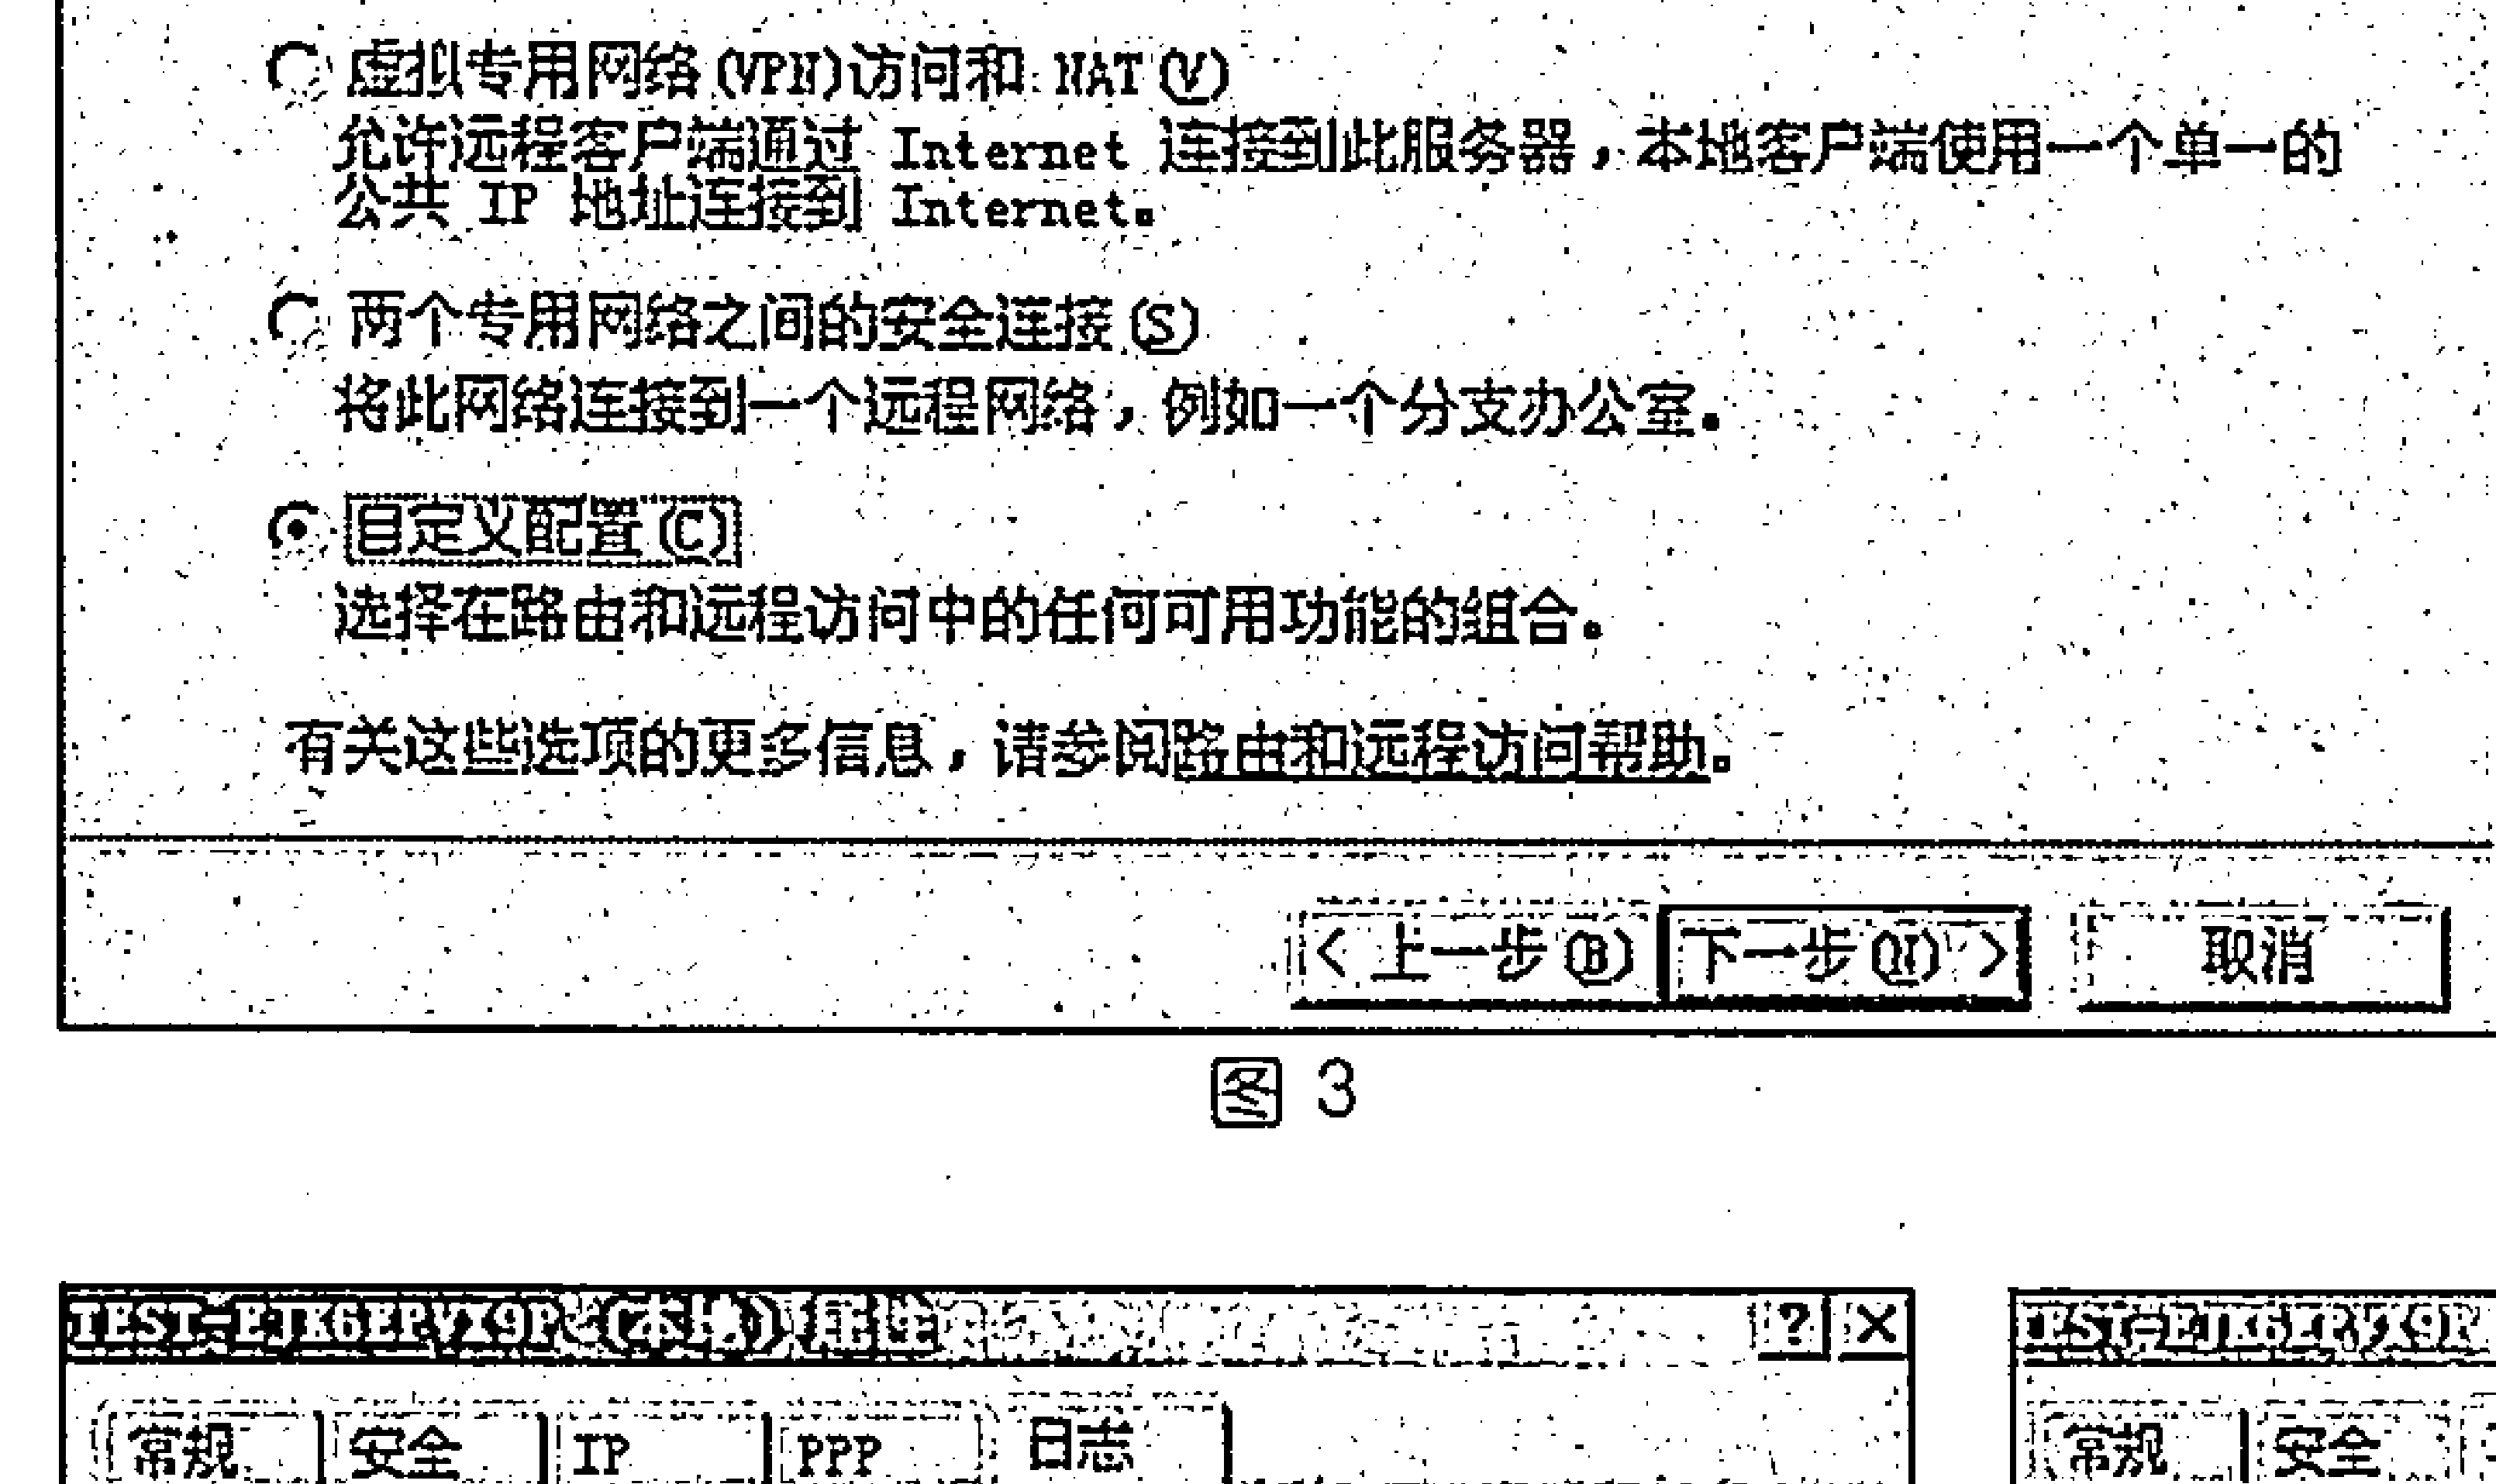 虚拟专用网络(VPN)访问和 NAT(V)
允许远程客户端通过 Internet 连接到此服务器，本地客户端使用一个单一的
公共 IP 地址连接到 Internet。
两个专用网络之间的安全连接(S)
将此网络连接到一个远程网络，例如一个分支办公室。
自定义配置(C)
选择在路由和远程访问中的任何可用功能的组合。
有关这些选项的更多信息，请参阅路由和远程访问帮助。
< 上一步(B) 下一步(N) > 取消
图 3
(本地) 属性 ? ×
常规 安全 IP PPP 日志
常规 安全